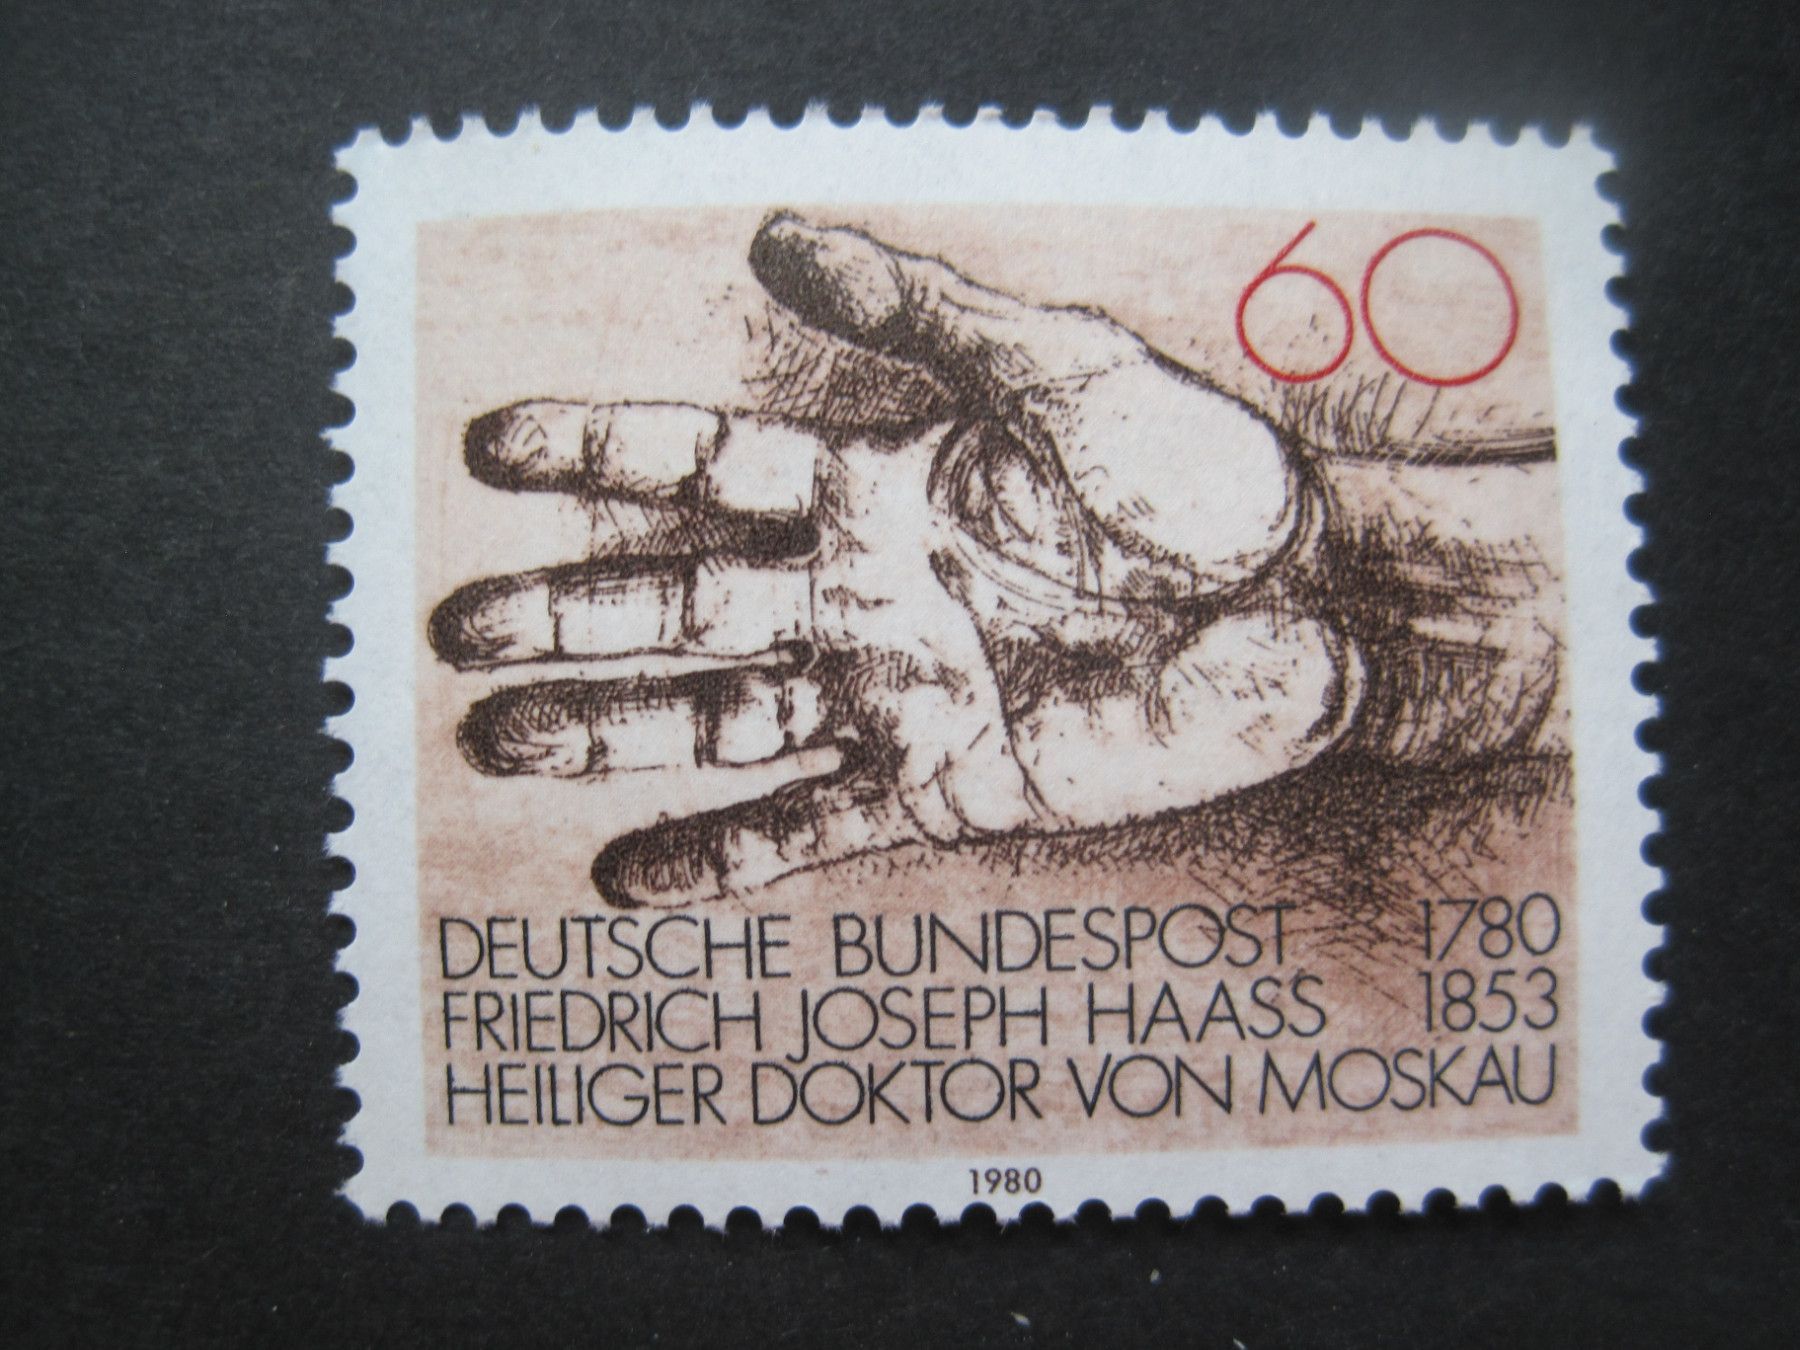 60
DEUTSCHE BUNDESPOST 1780
FRIEDRICH JOSEPH HAASS 1853
HEILIGER DOKTOR VON MOSKAU
1980